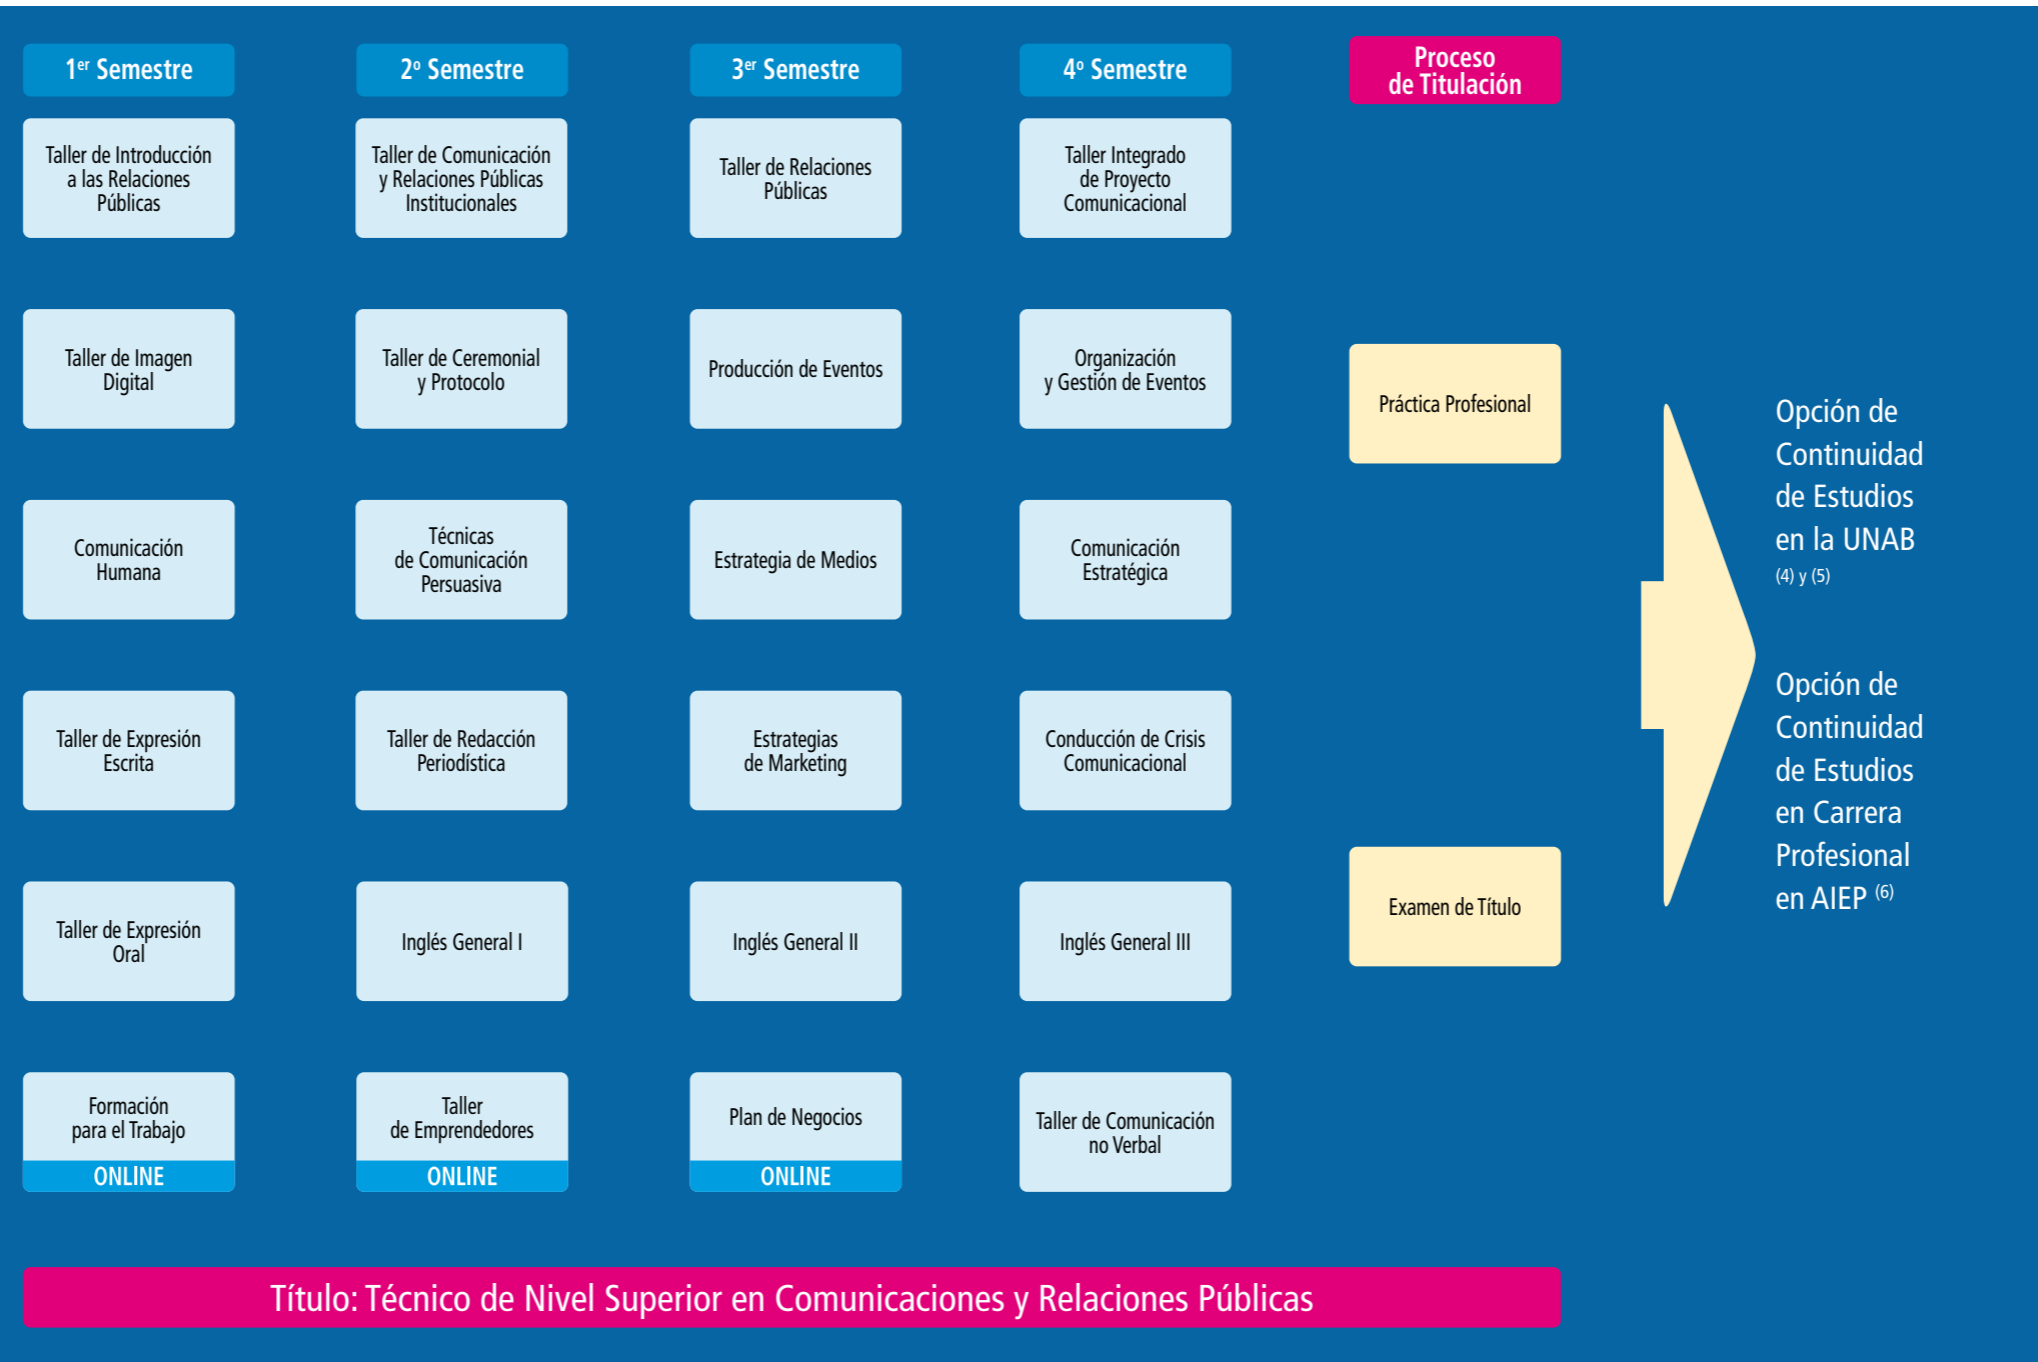 1er Semestre
Taller de Introducción
a las Relaciones
Públicas
Taller de Imagen
Digital
Comunicación
Humana
Taller de Expresión
Escrita
Taller de Expresión
Oral
Formación
para el Trabajo
ONLINE
2º Semestre
Taller de Comunicación
y Relaciones Públicas
Institucionales
Taller de Ceremonial
y Protocolo
Técnicas
de Comunicación
Persuasiva
Taller de Redacción
Periodística
Inglés General I
Taller
de Emprendedores
ONLINE
3er Semestre
Taller de Relaciones
Públicas
Producción de Eventos
Estrategia de Medios
Estrategias
de Marketing
Inglés General II
Plan de Negocios
ONLINE
4º Semestre
Taller Integrado
de Proyecto
Comunicacional
Organización
y Gestión de Eventos
Comunicación
Estratégica
Conducción de Crisis
Comunicacional
Inglés General III
Taller de Comunicación
no Verbal
Proceso
de Titulación
Práctica Profesional
Examen de Título
Opción de
Continuidad
de Estudios
en la UNAB
(4) y (5)
Opción de
Continuidad
de Estudios
en Carrera
Profesional
en AIEP (6)
Título: Técnico de Nivel Superior en Comunicaciones y Relaciones Públicas